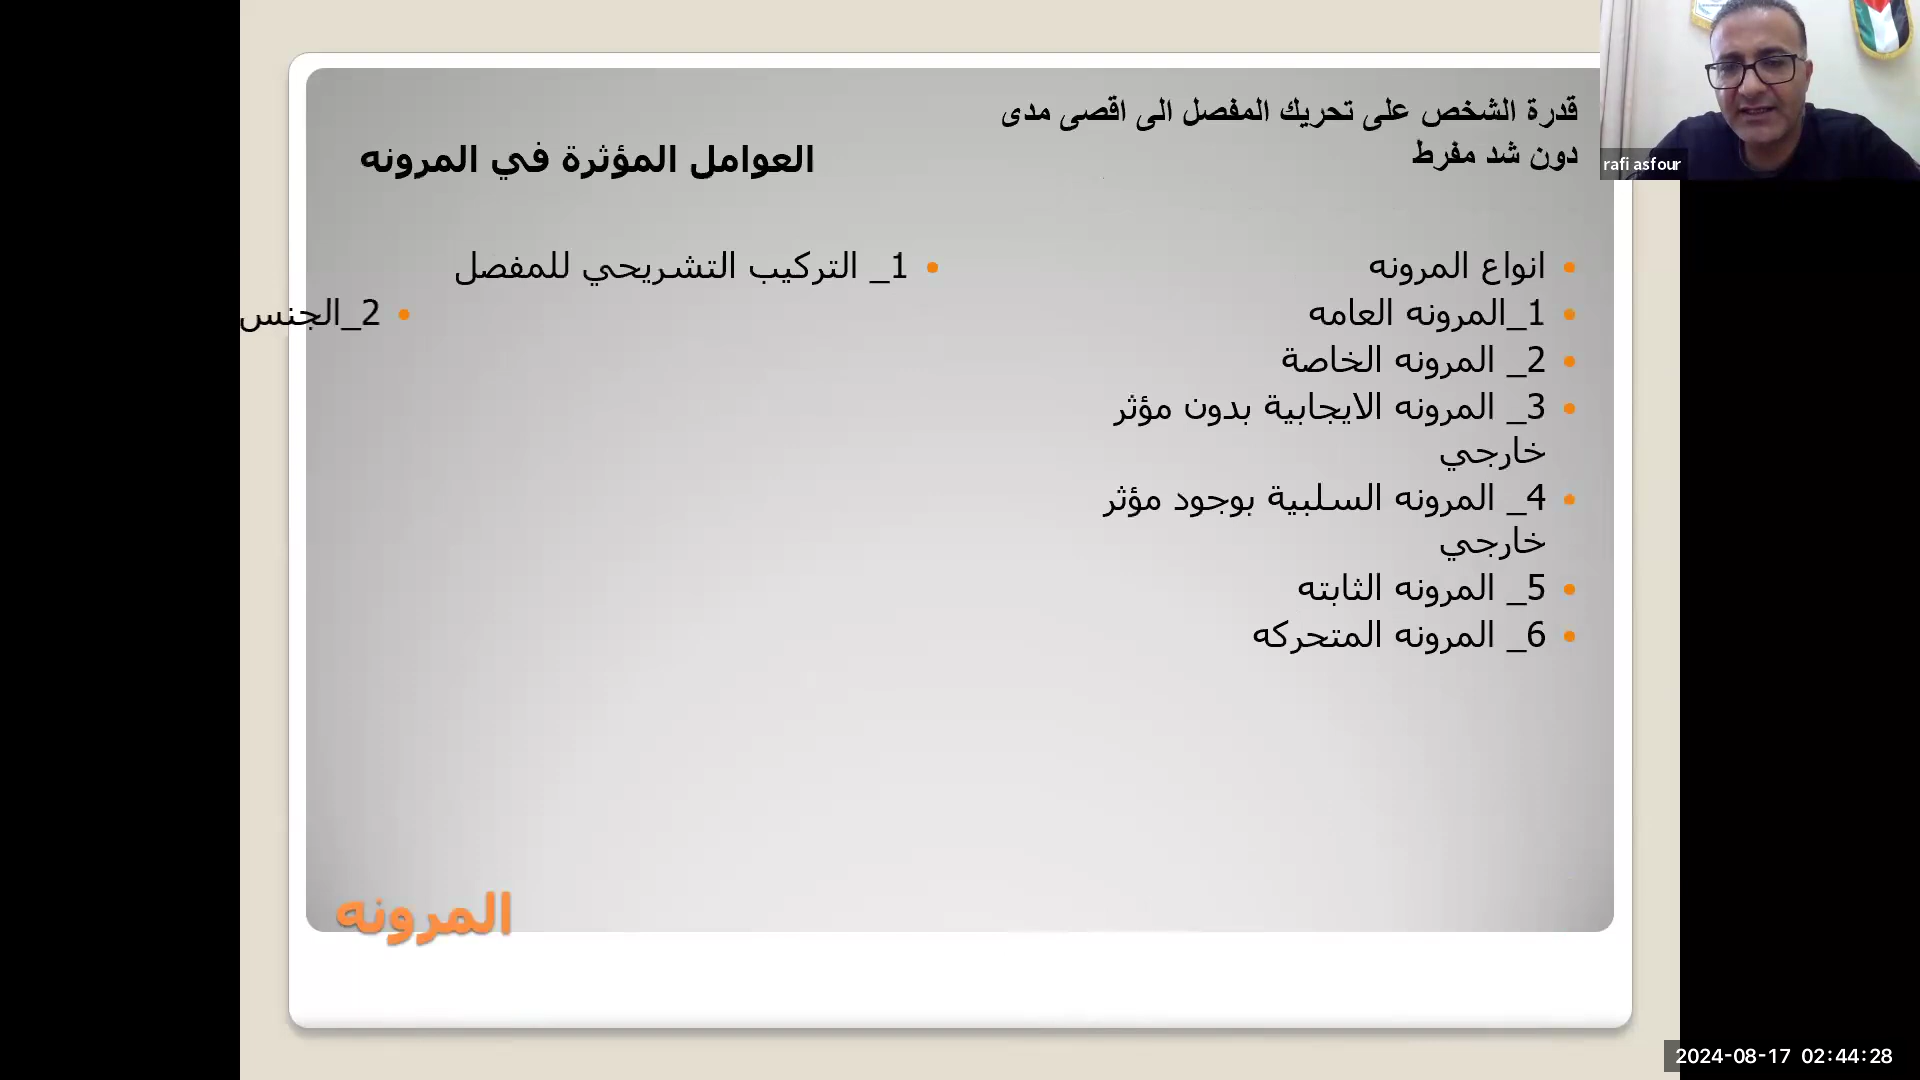 قدرة الشخص على تحريك المفصل الى اقصى مدى
دون شد مفرط
انواع المرونه
1_المرونه العامه
2_ المرونه الخاصة
3_ المرونه الايجابية بدون مؤثر
خارجي
4_ المرونه السلبية بوجود مؤثر
خارجي
5_ المرونه الثابته
6_ المرونه المتحركه
العوامل المؤثرة في المرونه
1_ التركيب التشريحي للمفصل
2_الجنس
المرونه
rafi asfour
2024-08-17 02:44:28